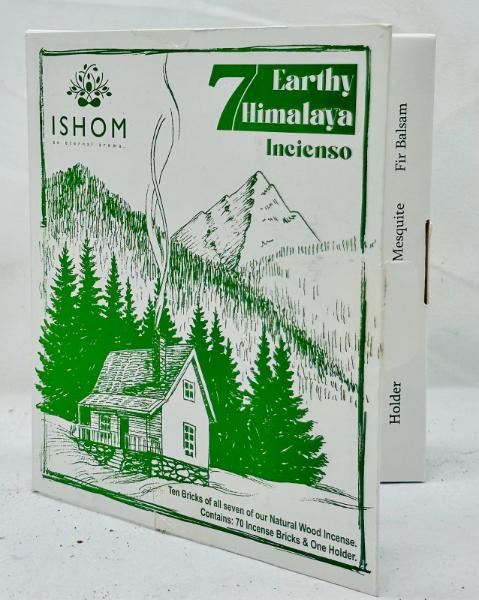 ISHOM
an eternal aroma.
7 Earthy
Himalaya
Incienso
Ten Bricks of all seven of our Natural Wood Incense.
Contains: 70 Incense Bricks & One Holder.
Fir Balsam
Mesquite
Holder